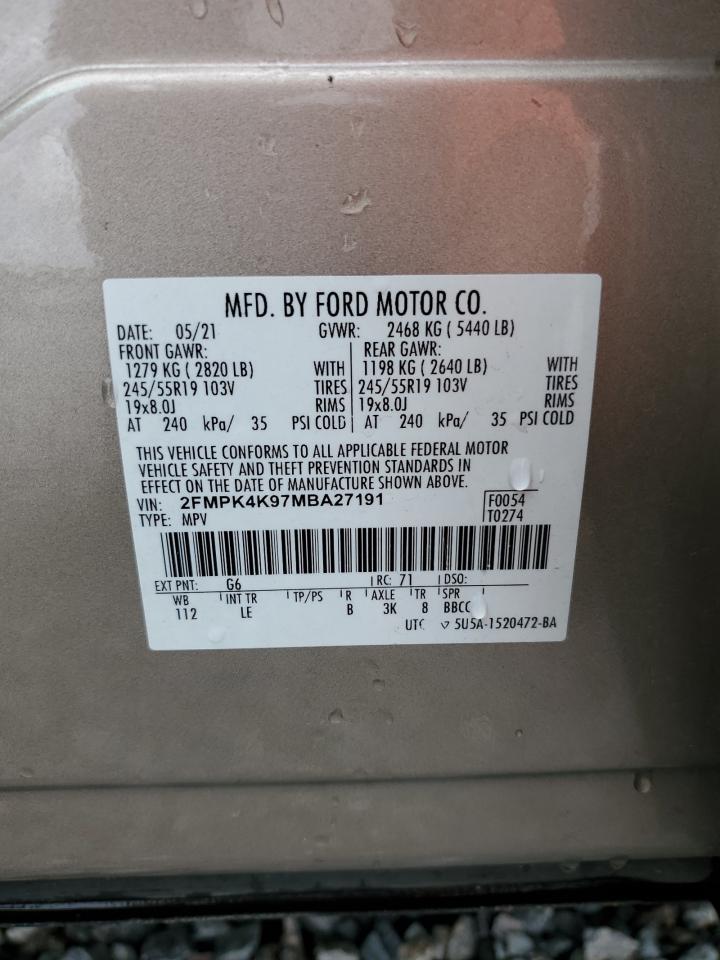 MFD. BY FORD MOTOR CO.
DATE: 05/21 GVWR: 2468 KG ( 5440 LB)
FRONT GAWR: REAR GAWR:
1279 KG ( 2820 LB) WITH 1198 KG ( 2640 LB) WITH
245/55R19 103V TIRES 245/55R19 103V TIRES
19x8.0J RIMS 19x8.0J RIMS
AT 240 kPa/ 35 PSI COLD AT 240 kPa/ 35 PSI COLD
THIS VEHICLE CONFORMS TO ALL APPLICABLE FEDERAL MOTOR
VEHICLE SAFETY AND THEFT PREVENTION STANDARDS IN
EFFECT ON THE DATE OF MANUFACTURE SHOWN ABOVE.
VIN: 2FMPK4K97MBA27191 F0054
TYPE: MPV T0274
EXT PNT: G6 RC: 71 DSO:
WB INT TR TP/PS R AXLE TR SPR
112 LE B 3K 8 BBCC
5U5A-1520472-BA